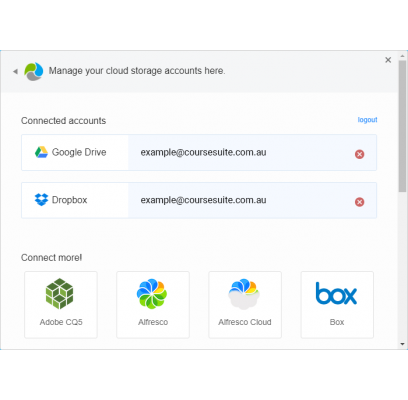 Manage your cloud storage accounts here.
Connected accounts
logout
Google Drive
example@coursesuite.com.au
Dropbox
example@coursesuite.com.au
Connect more!
box
Adobe CQ5
Alfresco
Alfresco Cloud
Box